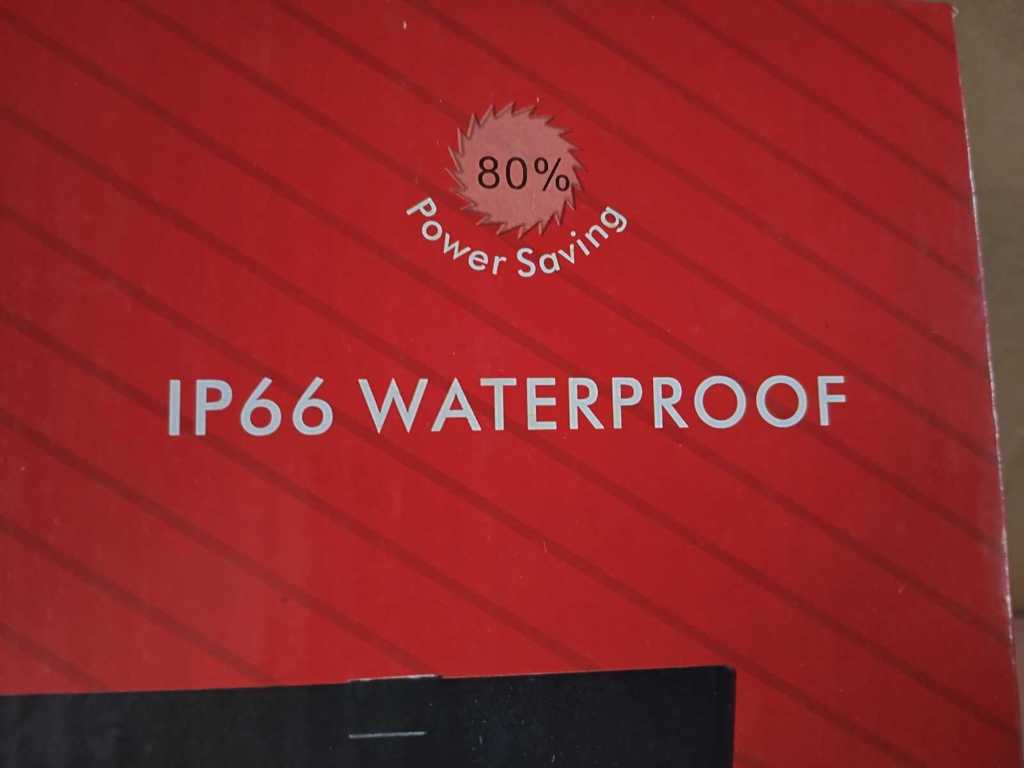 80%
Power Saving
IP66 WATERPROOF